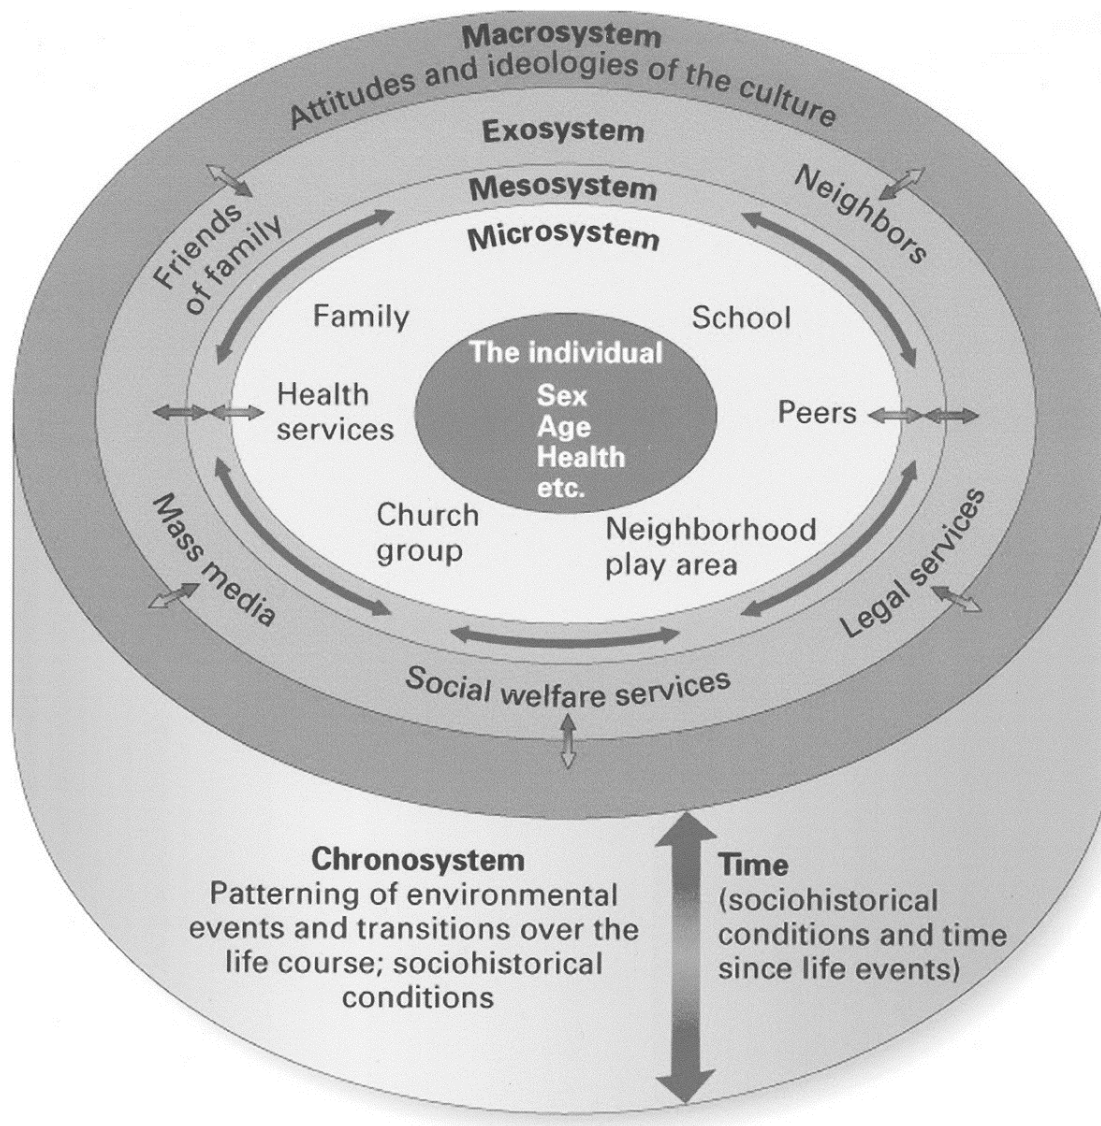 Macrosystem
Attitudes and ideologies of the culture
Exosystem
Mesosystem
Microsystem
Friends
of family
Neighbors
Family
School
The individual
Sex
Age
Health
etc.
Health
services
Peers
Church
group
Neighborhood
play area
Mass media
Legal services
Social welfare services
Chronosystem
Patterning of environmental
events and transitions over the
life course; sociohistorical
conditions
Time
(sociohistorical
conditions and time
since life events)